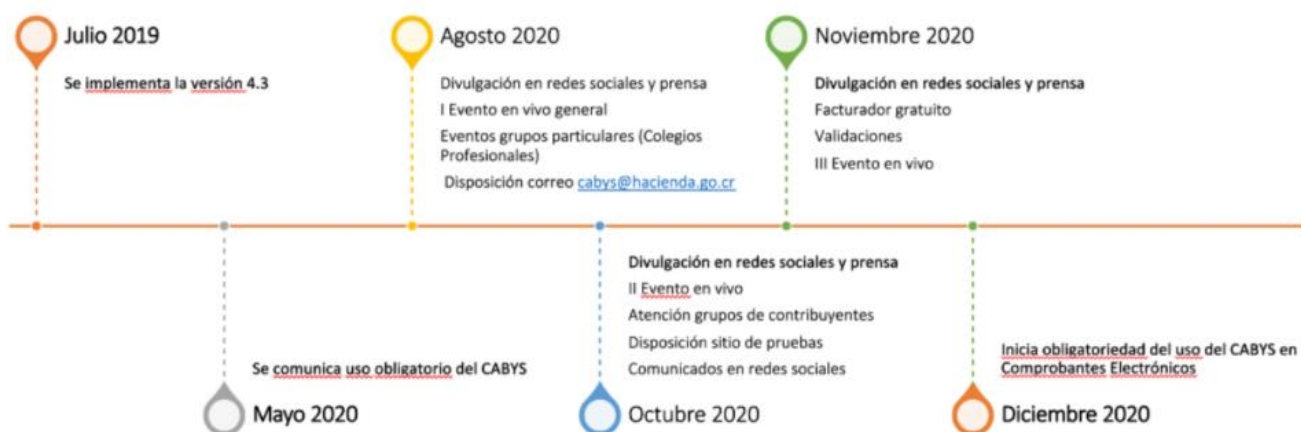 Julio 2019
Se implementa la versión 4.3
Agosto 2020
Divulgación en redes sociales y prensa
I Evento en vivo general
Eventos grupos particulares (Colegios
Profesionales)
Disposición correo cabys@hacienda.go.cr
Noviembre 2020
Divulgación en redes sociales y prensa
Facturador gratuito
Validaciones
III Evento en vivo
Se comunica uso obligatorio del CABYS
Mayo 2020
Divulgación en redes sociales y prensa
II Evento en vivo
Atención grupos de contribuyentes
Disposición sitio de pruebas
Comunicados en redes sociales
Octubre 2020
Inicia obligatoriedad del uso del CABYS en
Comprobantes Electrónicos
Diciembre 2020